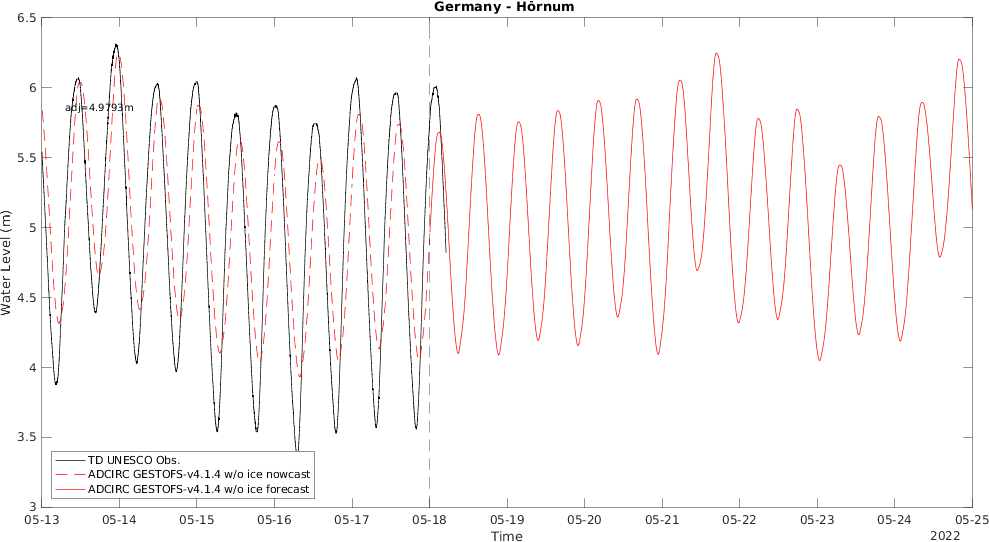 Germany - Hörnum
6.5
6
5.5
5
4.5
4
3.5
3
Water Level (m)
adj=4.9793m
TD UNESCO Obs.
ADCIRC GESTOFS-v4.1.4 w/o ice nowcast
ADCIRC GESTOFS-v4.1.4 w/o ice forecast
05-13 05-14 05-15 05-16 05-17 05-18 05-19 05-20 05-21 05-22 05-23 05-24 05-25
Time
2022